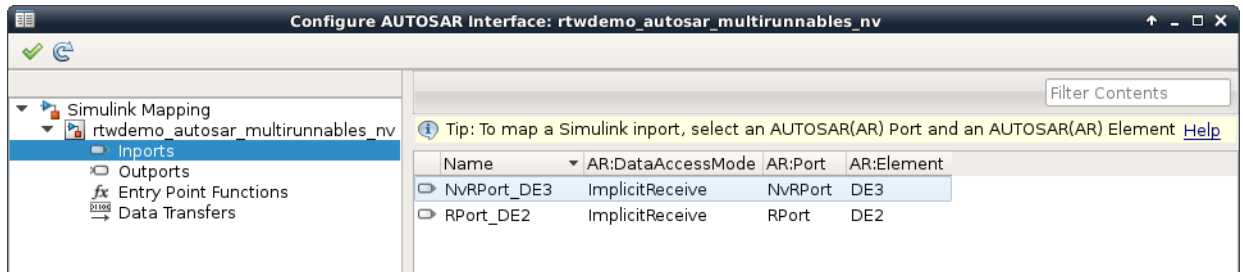 Configure AUTOSAR Interface: rtwdemo_autosar_multirunnables_nv
Filter Contents
Simulink Mapping
rtwdemo_autosar_multirunnables_nv
Inports
Outports
fx Entry Point Functions
Data Transfers
Tip: To map a Simulink inport, select an AUTOSAR(AR) Port and an AUTOSAR(AR) Element Help
Name AR:DataAccessMode AR:Port AR:Element
NvRPort_DE3 ImplicitReceive NvRPort DE3
RPort_DE2 ImplicitReceive RPort DE2